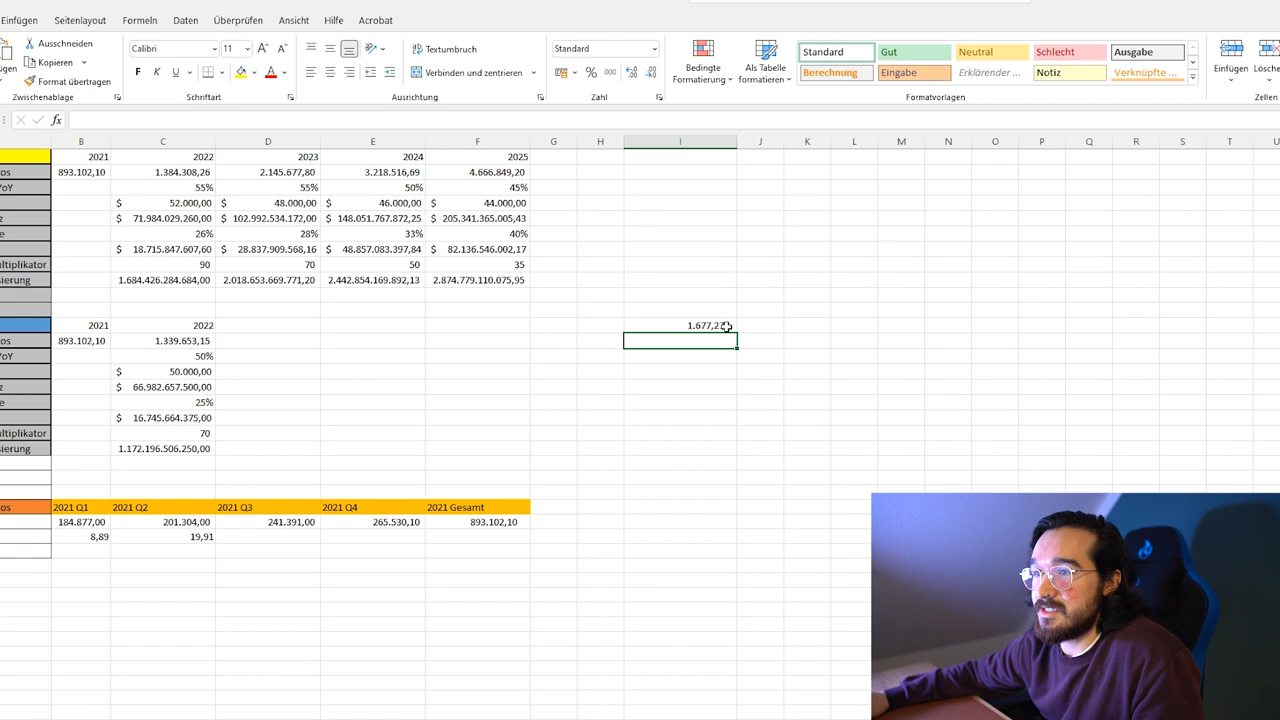 Einfügen Seitenlayout Formeln Daten Überprüfen Ansicht Hilfe Acrobat
Ausschneiden
Kopieren
Format übertragen
Zwischenablage
Calibri 11
F K U
Schriftart
Textumbruch
Verbinden und zentrieren
Ausrichtung
Standard
% 000
Zahl
Bedingte Formatierung
Als Tabelle formatieren
Standard Gut Neutral Schlecht Ausgabe
Berechnung Eingabe Erklärender ... Notiz Verknüpfte ...
Formatvorlagen
Einfügen
Zellen
fx
B C D E F G H I J K L M N O P Q R S T U
2021 2022 2023 2024 2025
893.102,10 1.384.308,26 2.145.677,80 3.218.516,69 4.666.849,20
55% 55% 50% 45%
$ 52.000,00 $ 48.000,00 $ 46.000,00 $ 44.000,00
$ 71.984.029.260,00 $ 102.992.534.172,00 $ 148.051.767.872,25 $ 205.341.365.005,43
26% 28% 33% 40%
$ 18.715.847.607,60 $ 28.837.909.568,16 $ 48.857.083.397,84 $ 82.136.546.002,17
90 70 50 35
1.684.426.284.684,00 2.018.653.669.771,20 2.442.854.169.892,13 2.874.779.110.075,95
2021 2022
893.102,10 1.339.653,15
50%
$ 50.000,00
$ 66.982.657.500,00
25%
$ 16.745.664.375,00
70
1.172.196.506.250,00
2021 Q1 2021 Q2 2021 Q3 2021 Q4 2021 Gesamt
184.877,00 201.304,00 241.391,00 265.530,10 893.102,10
8,89 19,91